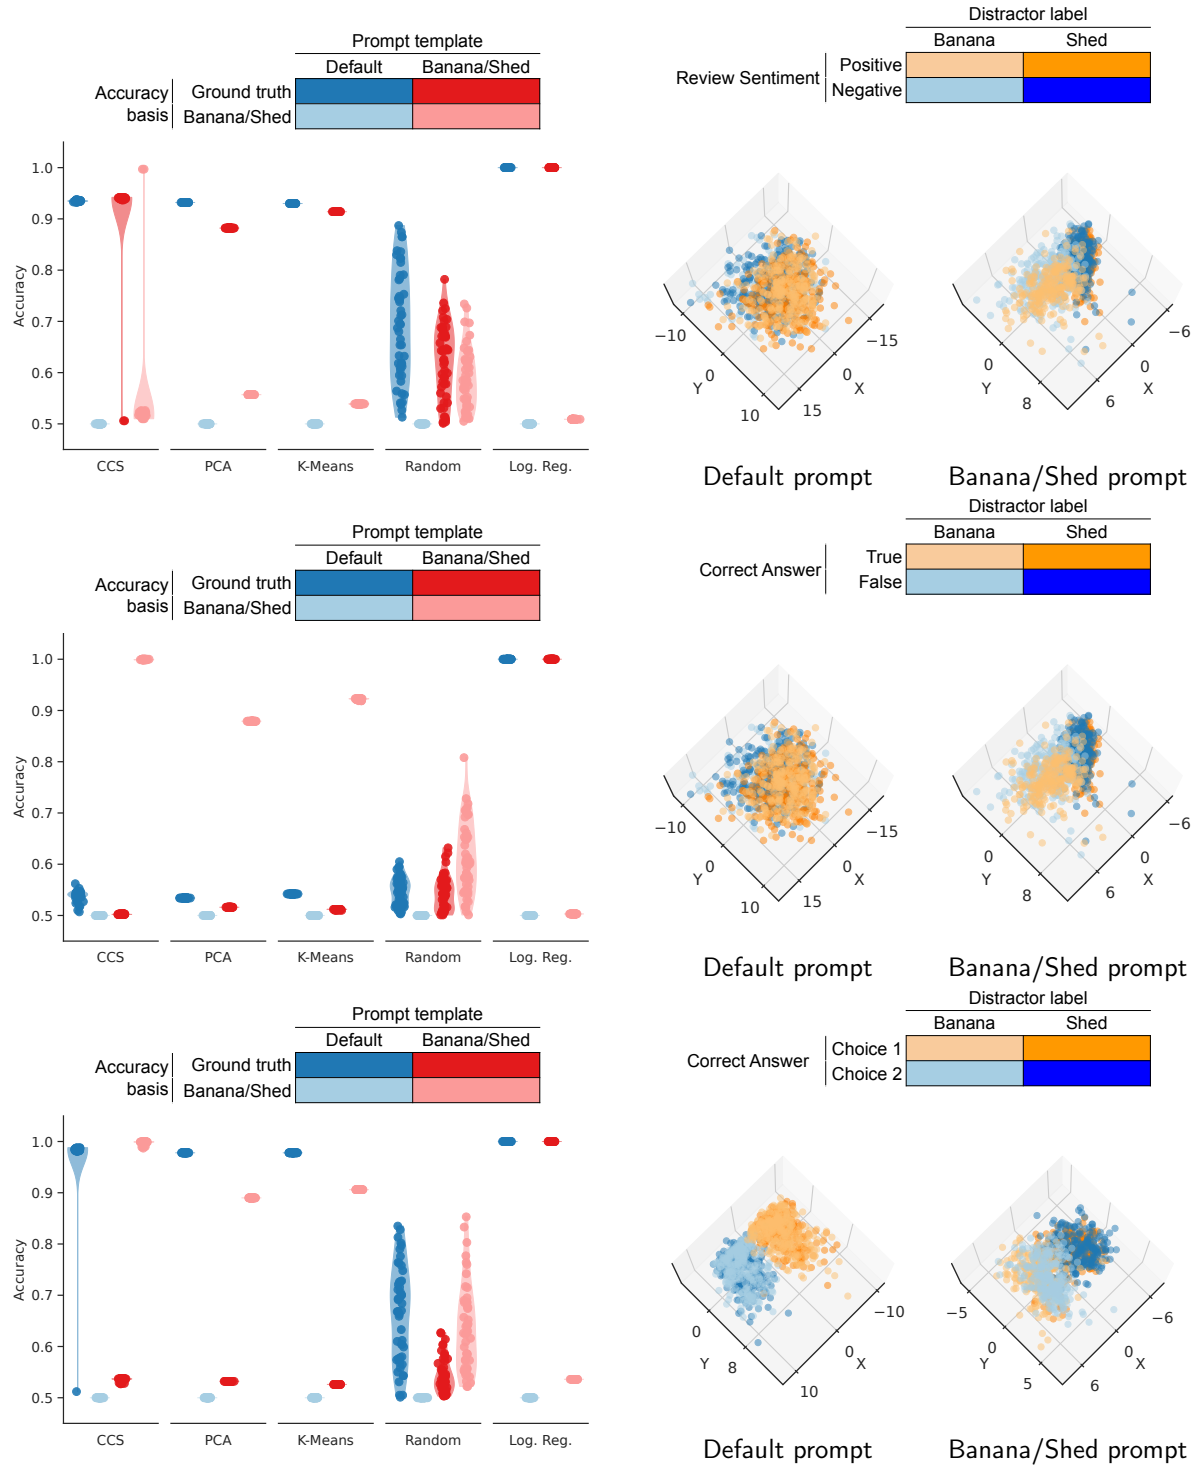 Prompt template
Default Banana/Shed
Accuracy basis Ground truth
Banana/Shed
Accuracy
1.0
0.9
0.8
0.7
0.6
0.5
CCS PCA K-Means Random Log. Reg.
Distractor label
Banana Shed
Review Sentiment Positive
Negative
−10 0 10 Y
15 0 −15 X
Default prompt
0 8 Y
6 −6 X
Banana/Shed prompt
Prompt template
Default Banana/Shed
Accuracy basis Ground truth
Banana/Shed
Accuracy
1.0
0.9
0.8
0.7
0.6
0.5
CCS PCA K-Means Random Log. Reg.
Distractor label
Banana Shed
Correct Answer True
False
−10 0 10 Y
15 0 −15 X
Default prompt
0 8 Y
6 −6 X
Banana/Shed prompt
Prompt template
Default Banana/Shed
Accuracy basis Ground truth
Banana/Shed
Accuracy
1.0
0.9
0.8
0.7
0.6
0.5
CCS PCA K-Means Random Log. Reg.
Distractor label
Banana Shed
Correct Answer Choice 1
Choice 2
0 8 Y
10 0 −10 X
Default prompt
−5 0 5 Y
6 0 −6 X
Banana/Shed prompt